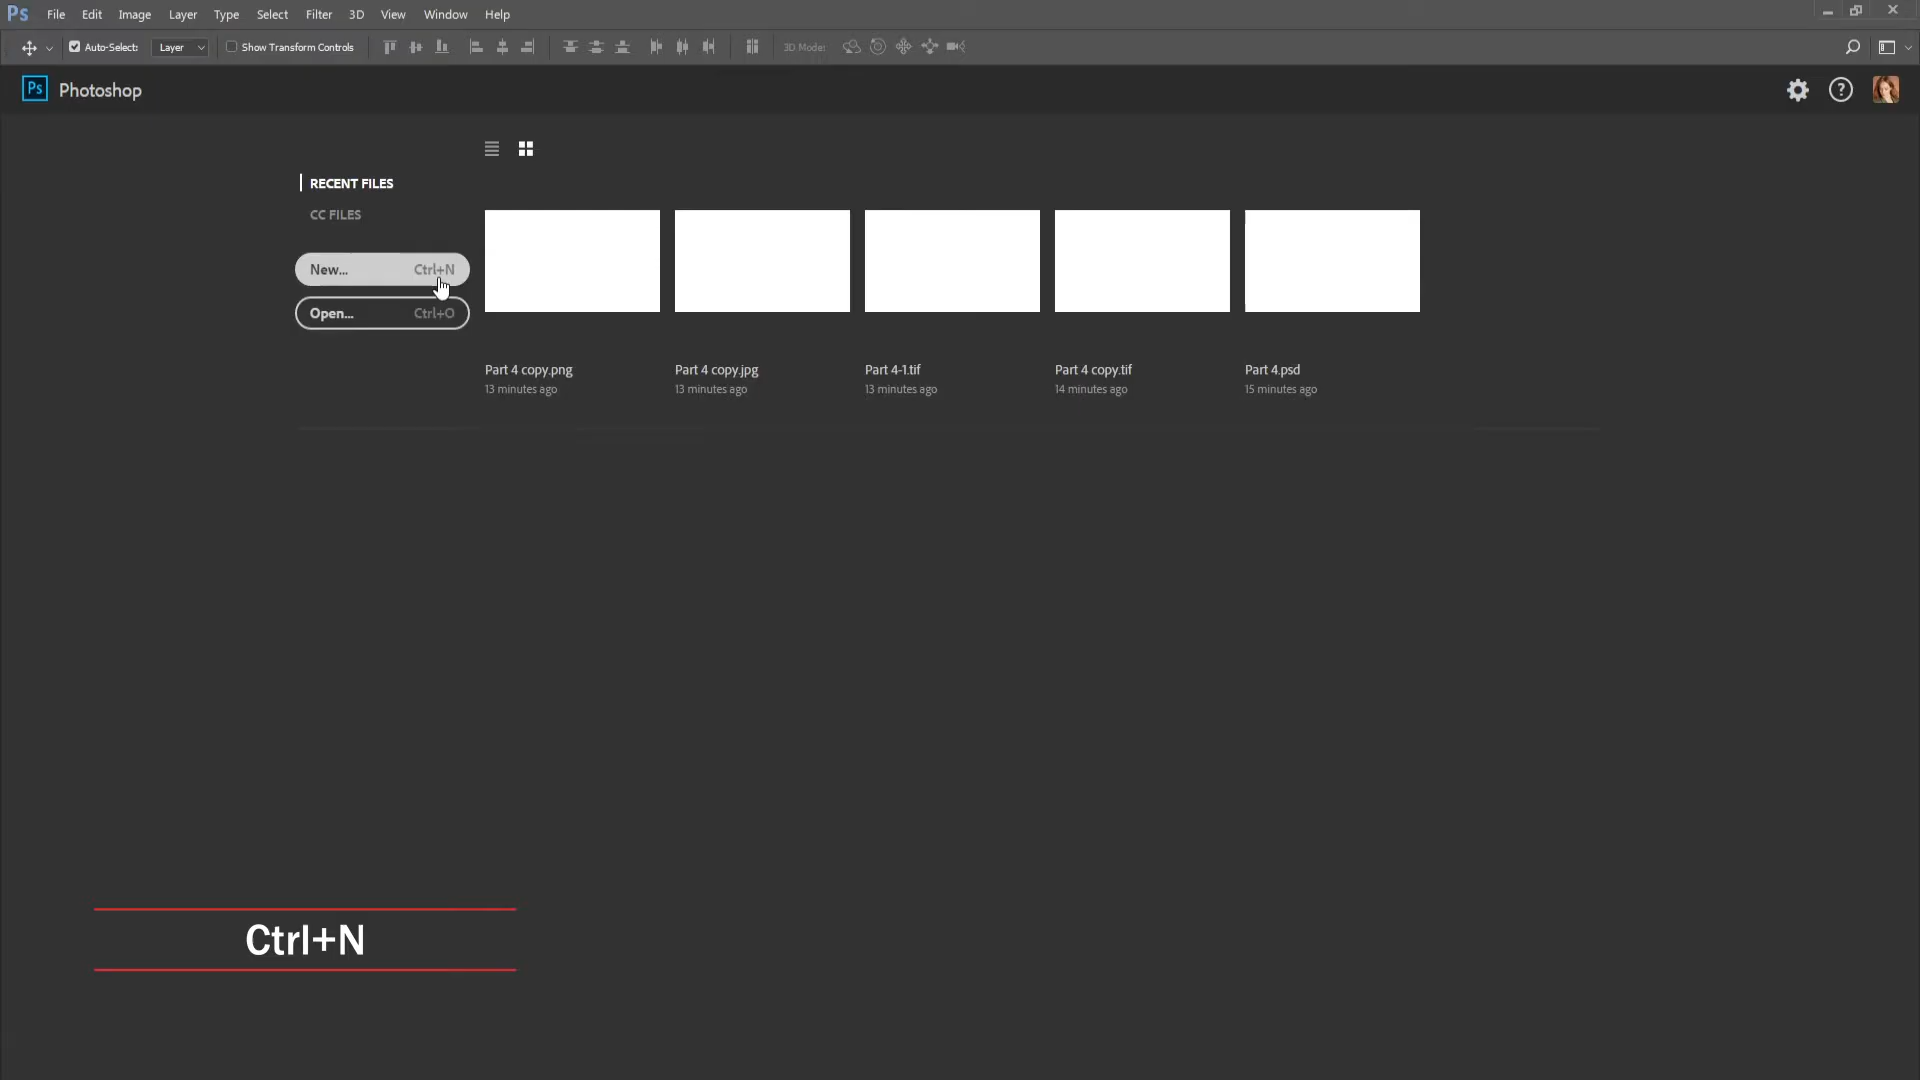 Ps File Edit Image Layer Type Select Filter 3D View Window Help
Auto-Select: Layer Show Transform Controls 3D Mode:
Ps Photoshop ?
RECENT FILES
CC FILES
New... Ctrl+N
Open... Ctrl+O
Part 4 copy.png
13 minutes ago
Part 4 copy.jpg
13 minutes ago
Part 4-1.tif
13 minutes ago
Part 4 copy.tif
14 minutes ago
Part 4.psd
15 minutes ago
Ctrl+N